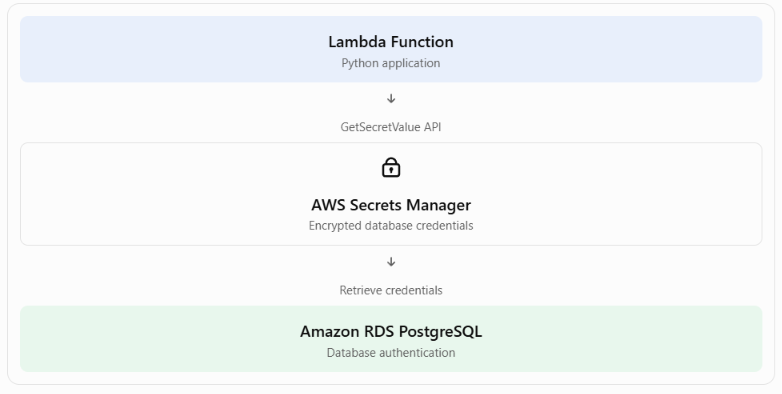 Lambda Function
Python application
GetSecretValue API
AWS Secrets Manager
Encrypted database credentials
Retrieve credentials
Amazon RDS PostgreSQL
Database authentication